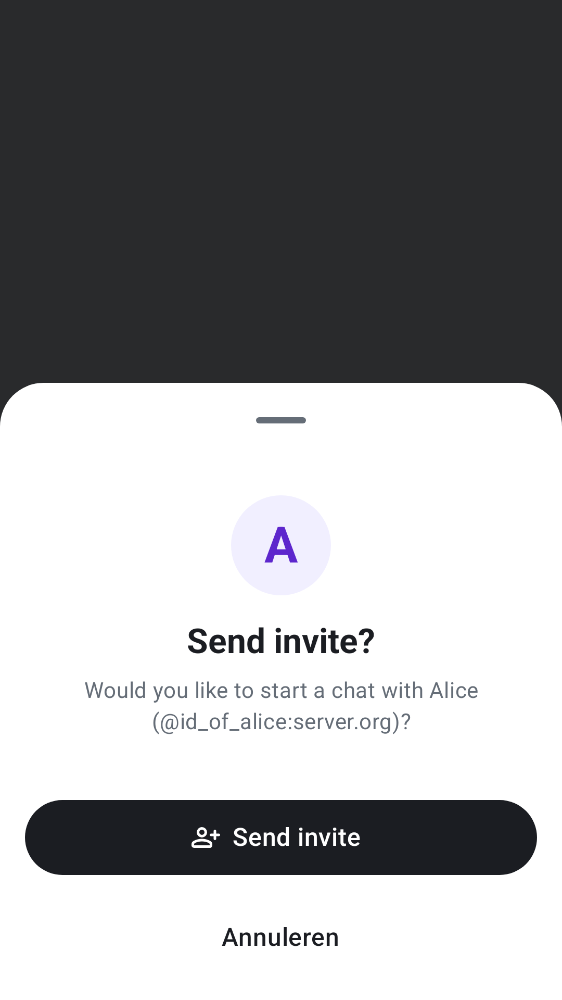 A
Send invite?
Would you like to start a chat with Alice
(@id_of_alice:server.org)?
Send invite
Annuleren